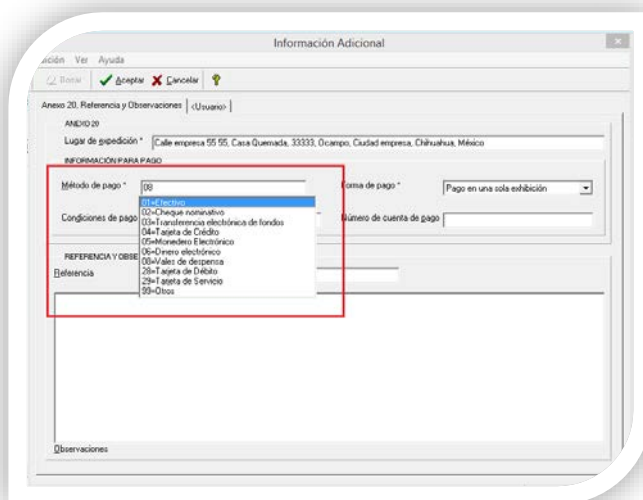 Información Adicional
ición Ver Ayuda
Borrar Aceptar Cancelar ?
Anexo 20, Referencia y Observaciones <Usuario>
ANEXO 20
Lugar de expedición * Calle empresa 55 55, Casa Quemada, 33333, Ocampo, Ciudad empresa, Chihuahua, México
INFORMACIÓN PARA PAGO
Método de pago * 08 Forma de pago * Pago en una sola exhibición
01=Efectivo
02=Cheque nominativo
Condiciones de pago 03=Transferencia electrónica de fondos Número de cuenta de pago
04=Tarjeta de Crédito
05=Monedero Electrónico
06=Dinero electrónico
REFERENCIA Y OBSE 08=Vales de despensa
Referencia 28=Tarjeta de Débito
29=Tarjeta de Servicio
99=Otros
Observaciones